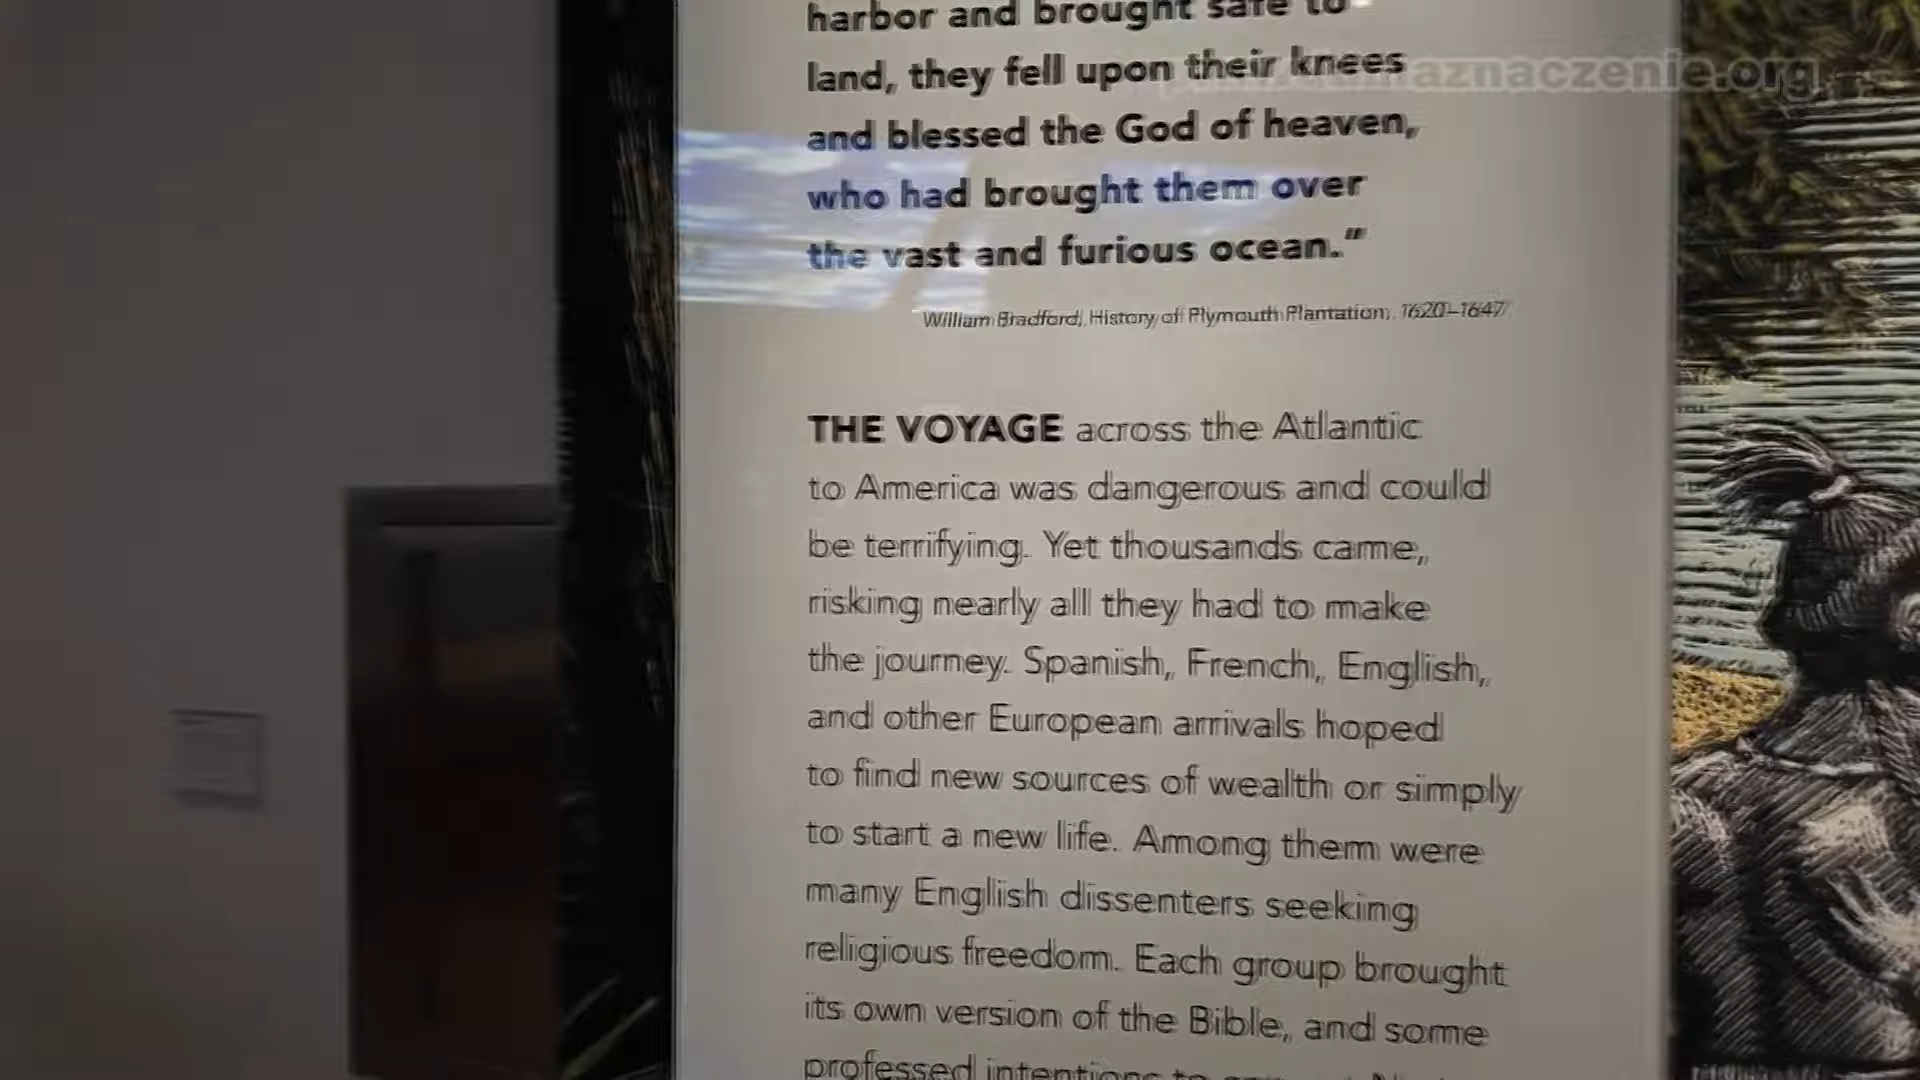 harbor and brought safe to
land, they fell upon their knees
and blessed the God of heaven,
who had brought them over
the vast and furious ocean."
William Bradford, History of Plymouth Plantation, 1620–1647
THE VOYAGE across the Atlantic
to America was dangerous and could
be terrifying. Yet thousands came,
risking nearly all they had to make
the journey. Spanish, French, English,
and other European arrivals hoped
to find new sources of wealth or simply
to start a new life. Among them were
many English dissenters seeking
religious freedom. Each group brought
its own version of the Bible, and some
professed intentions to